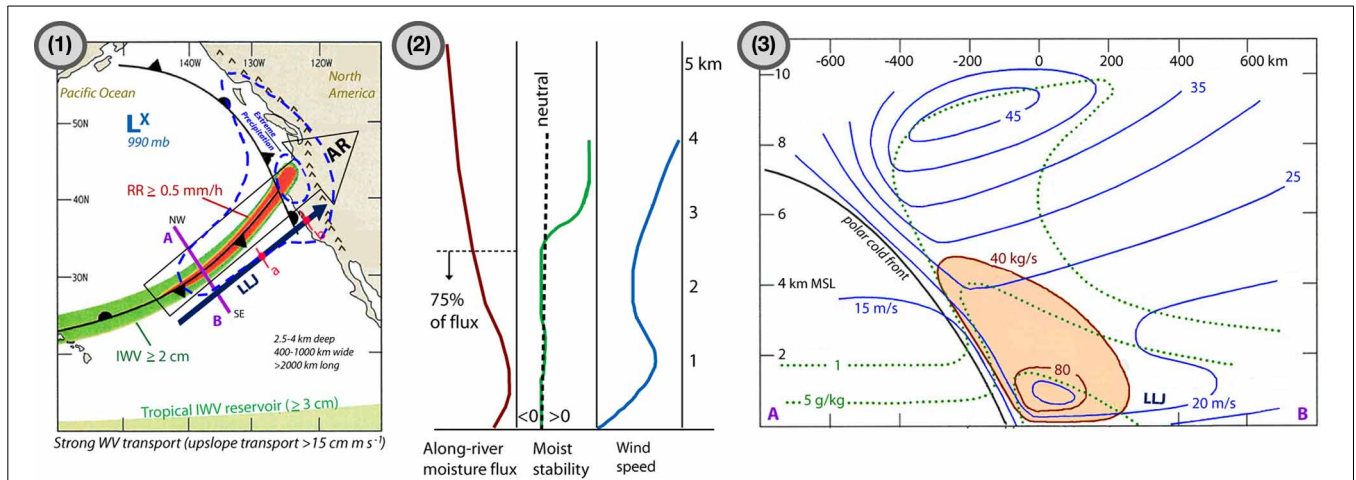 (1)
140W
130W
120W
Pacific Ocean
North
America
50N
L X
990 mb
Extreme
Precipitation
AR
RR ≥ 0.5 mm/h
40N
NW
A
c
a
30N
LLJ
B
SE
IWV ≥ 2 cm
2.5-4 km deep
400-1000 km wide
>2000 km long
20N
Tropical IWV reservoir (≥ 3 cm)
Strong WV transport (upslope transport >15 cm m s⁻¹)
(2)
5 km
neutral
4
3
75%
of flux
2
1
<0
>0
Along-river
moisture flux
Moist
stability
Wind
speed
(3)
-600
-400
-200
0
200
400
600 km
10
45
35
8
25
6
polar cold front
40 kg/s
4 km MSL
15 m/s
2
1
80
5 g/kg
LLJ
20 m/s
A
B